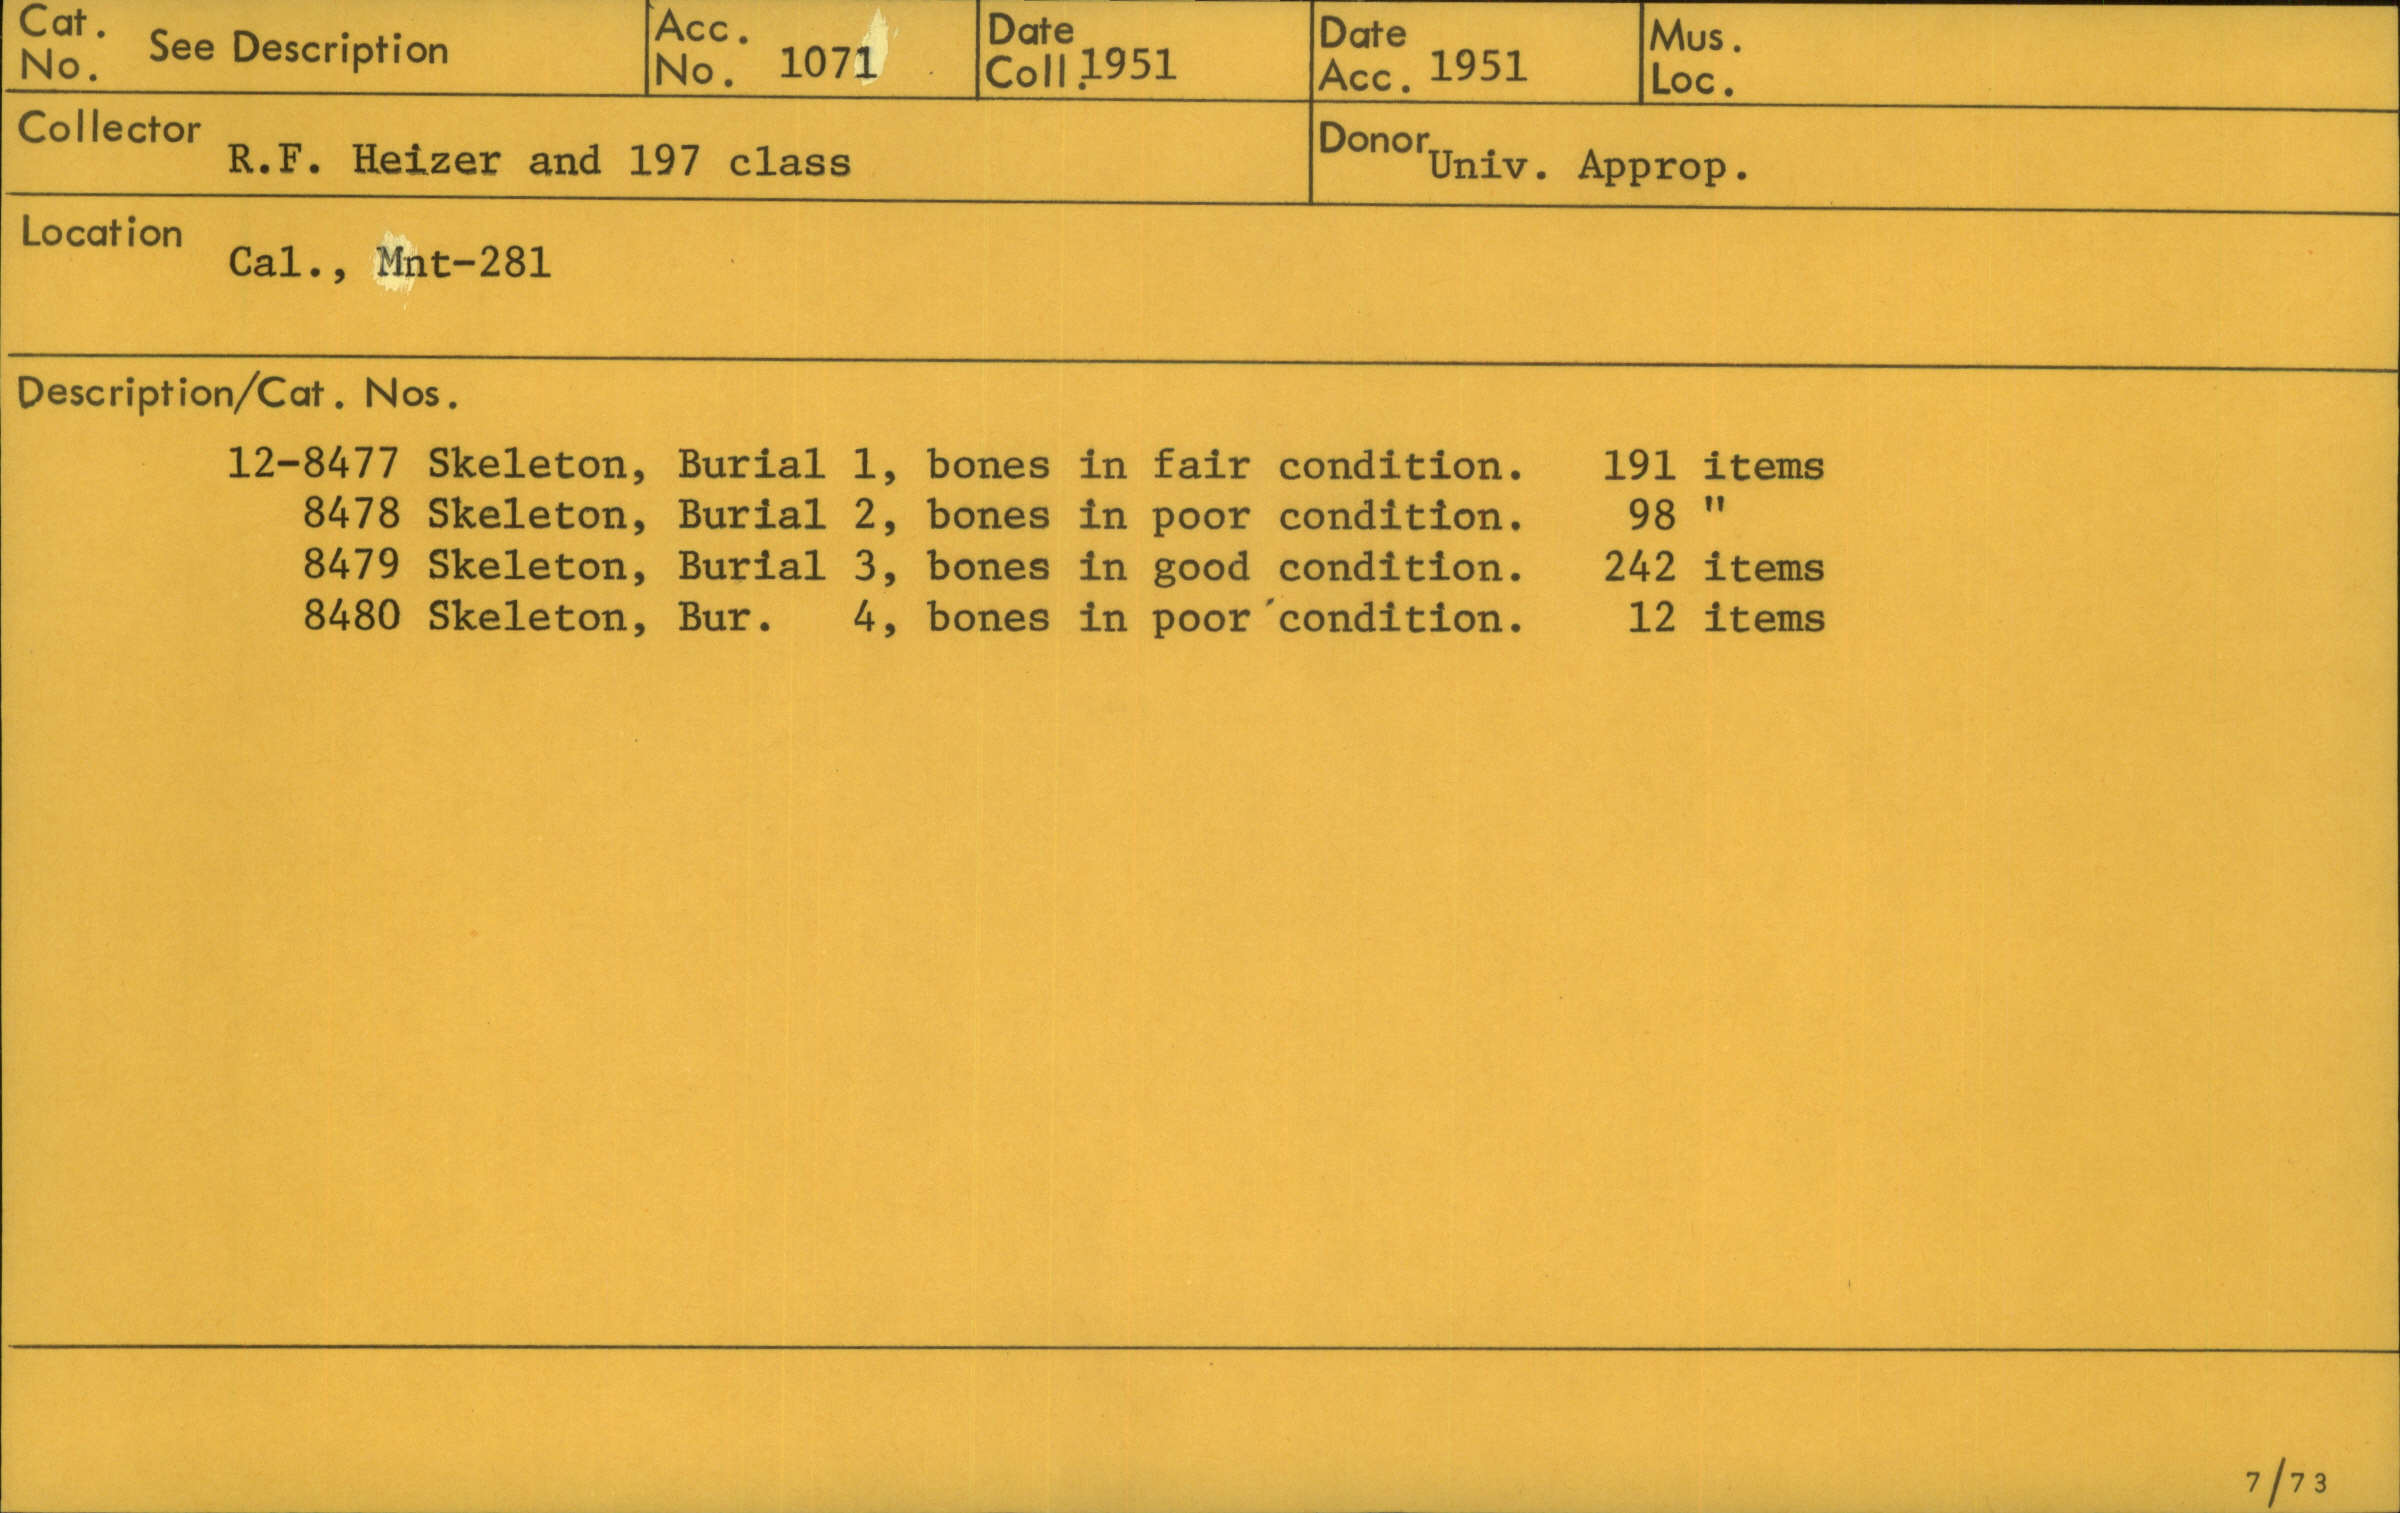 Cat. No. See Description Acc. No. 1071 Date Coll. 1951 Date Acc. 1951 Mus. Loc.
Collector R.F. Heizer and 197 class Donor Univ. Approp.
Location Cal., Mnt-281
Description/Cat. Nos.
12-8477 Skeleton, Burial 1, bones in fair condition. 191 items
8478 Skeleton, Burial 2, bones in poor condition. 98 "
8479 Skeleton, Burial 3, bones in good condition. 242 items
8480 Skeleton, Bur. 4, bones in poor condition. 12 items
7/73